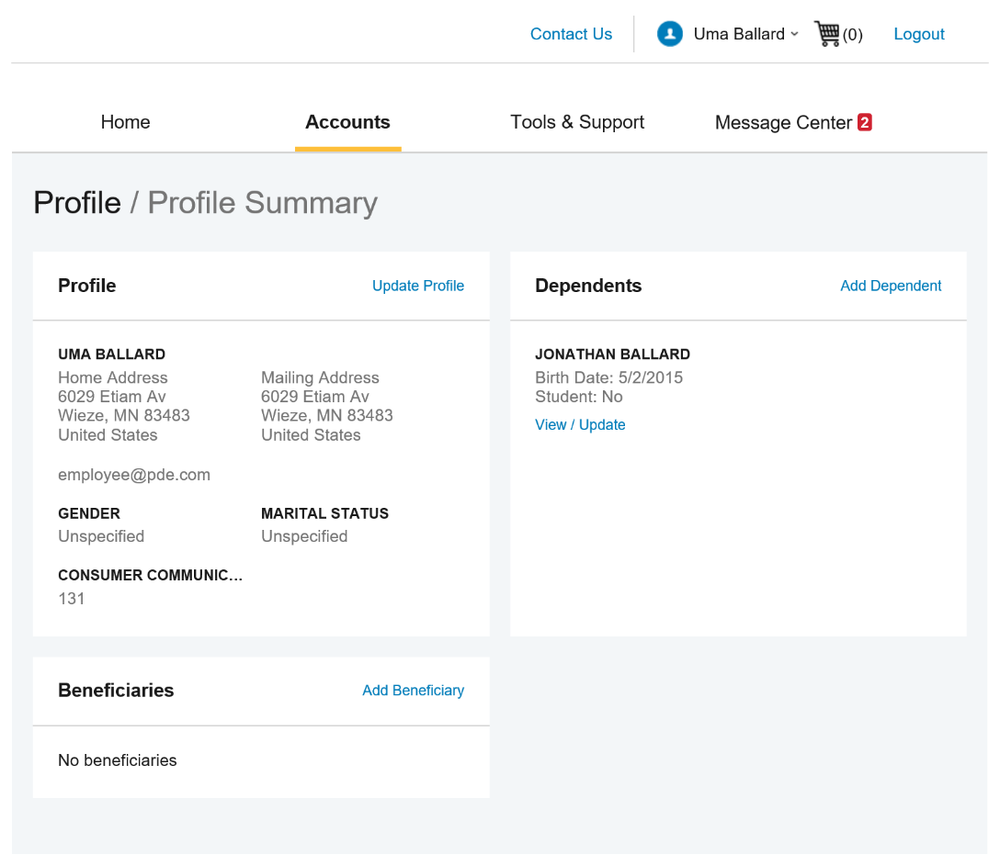 Contact Us
Uma Ballard
(0)
Logout
Home
Accounts
Tools & Support
Message Center 2
Profile / Profile Summary
Profile
Update Profile
UMA BALLARD
Home Address
6029 Etiam Av
Wieze, MN 83483
United States
Mailing Address
6029 Etiam Av
Wieze, MN 83483
United States
employee@pde.com
GENDER
Unspecified
MARITAL STATUS
Unspecified
CONSUMER COMMUNIC...
131
Dependents
Add Dependent
JONATHAN BALLARD
Birth Date: 5/2/2015
Student: No
View / Update
Beneficiaries
Add Beneficiary
No beneficiaries